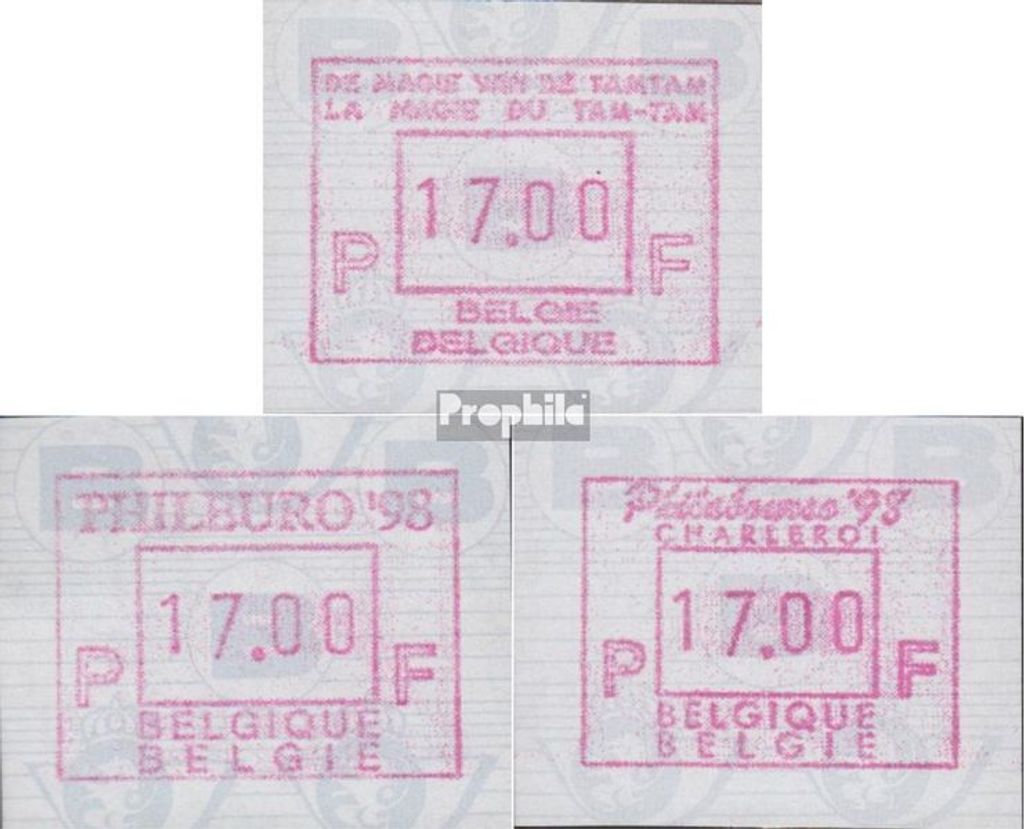 DE MAGIE VAN DE TAMTAM
LA MAGIE DU TAM-TAM
17.00
P F
BELGIE
BELGIQUE
Prophila
B B
PHILEURO '98
17.00
P F
BELGIQUE
BELGIE
B B
'98
CHARLEROI
17.00
P F
BELGIQUE
BELGIE